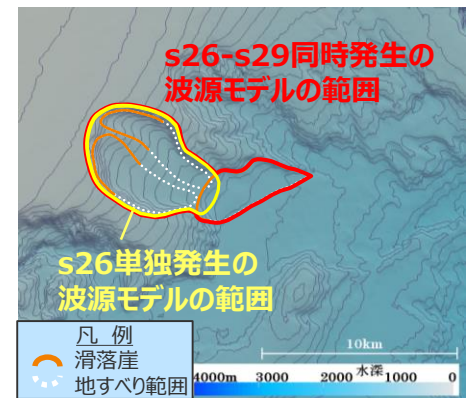 s26-s29同時発生の
波源モデルの範囲
s26単独発生の
波源モデルの範囲
凡 例
滑落崖
地すべり範囲
10km
水深
4000m 3000 2000 1000 0